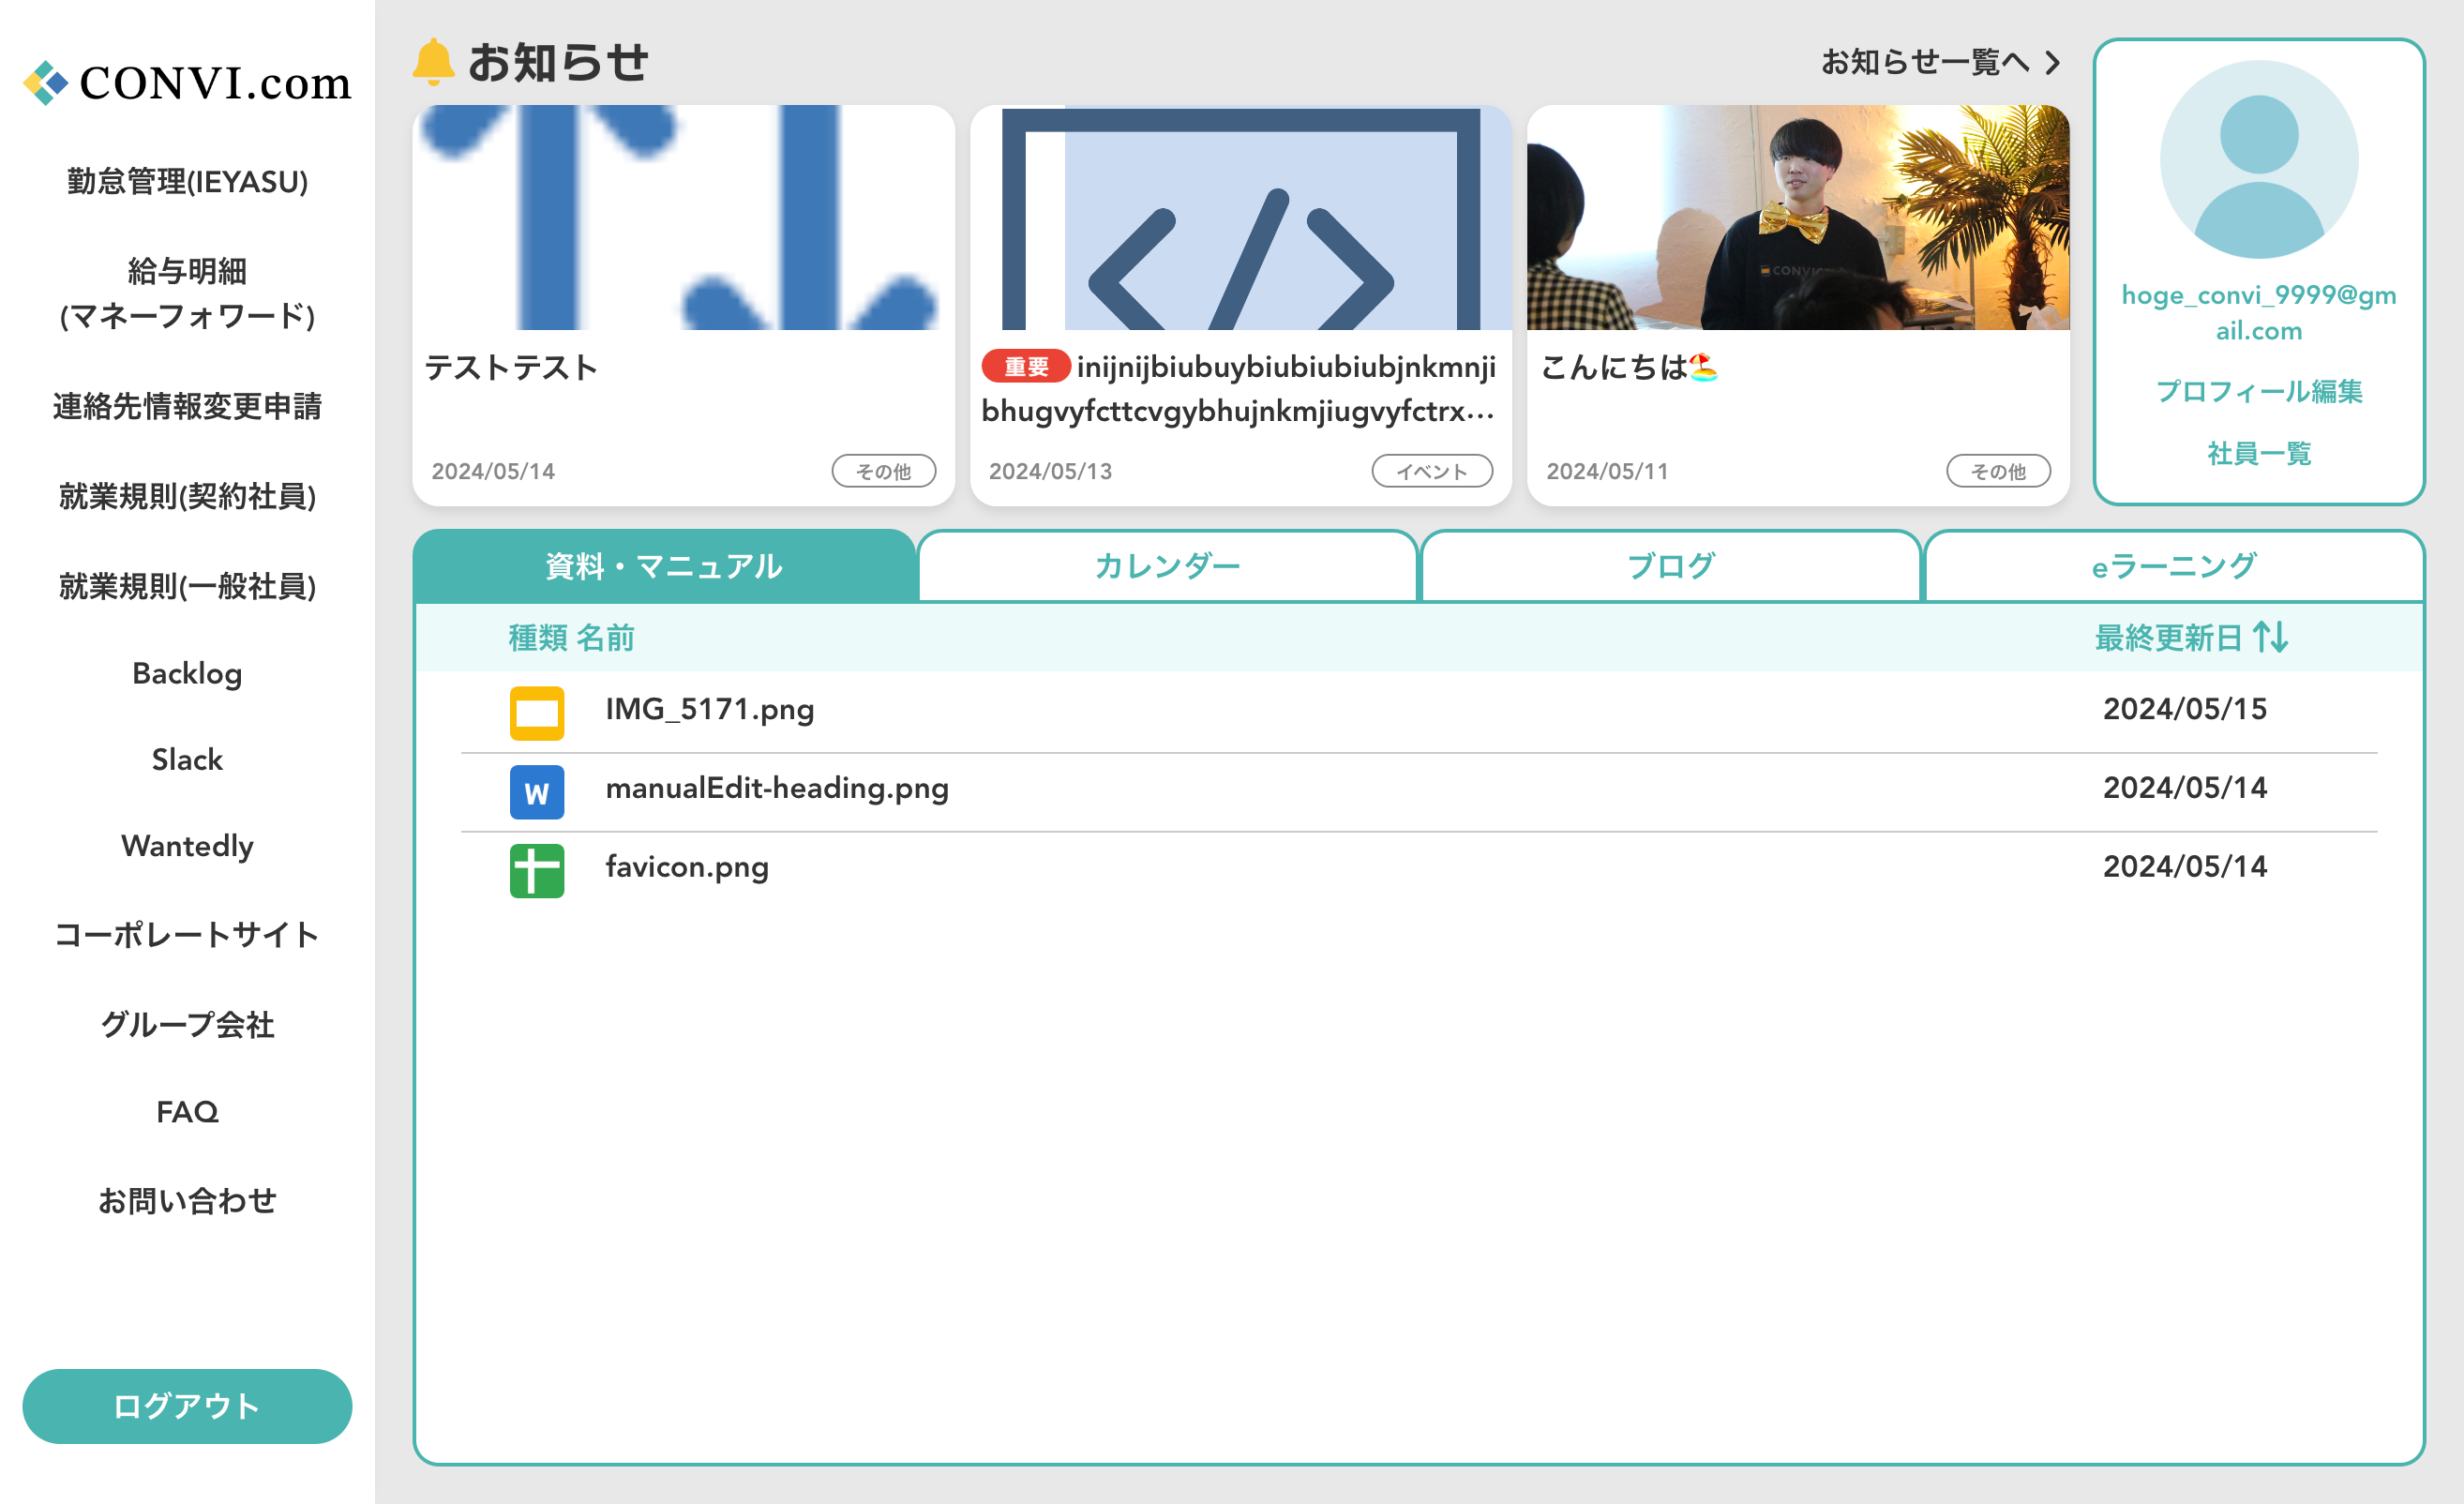 CONVI.com
勤怠管理(IEYASU)
給与明細
(マネーフォワード)
連絡先情報変更申請
就業規則(契約社員)
就業規則(一般社員)
Backlog
Slack
Wantedly
コーポレートサイト
グループ会社
FAQ
お問い合わせ
ログアウト
お知らせ
お知らせ一覧へ
テストテスト
2024/05/14
その他
重要 inijnijbiubuybiubiubiubjnkmnji
bhugvyfcttcvgybhujnkmjiugvyfctrx…
2024/05/13
イベント
こんにちは🏖️
2024/05/11
その他
hoge_convi_9999@gm
ail.com
プロフィール編集
社員一覧
資料・マニュアル
カレンダー
ブログ
eラーニング
種類 名前
最終更新日
IMG_5171.png
2024/05/15
W
manualEdit-heading.png
2024/05/14
favicon.png
2024/05/14